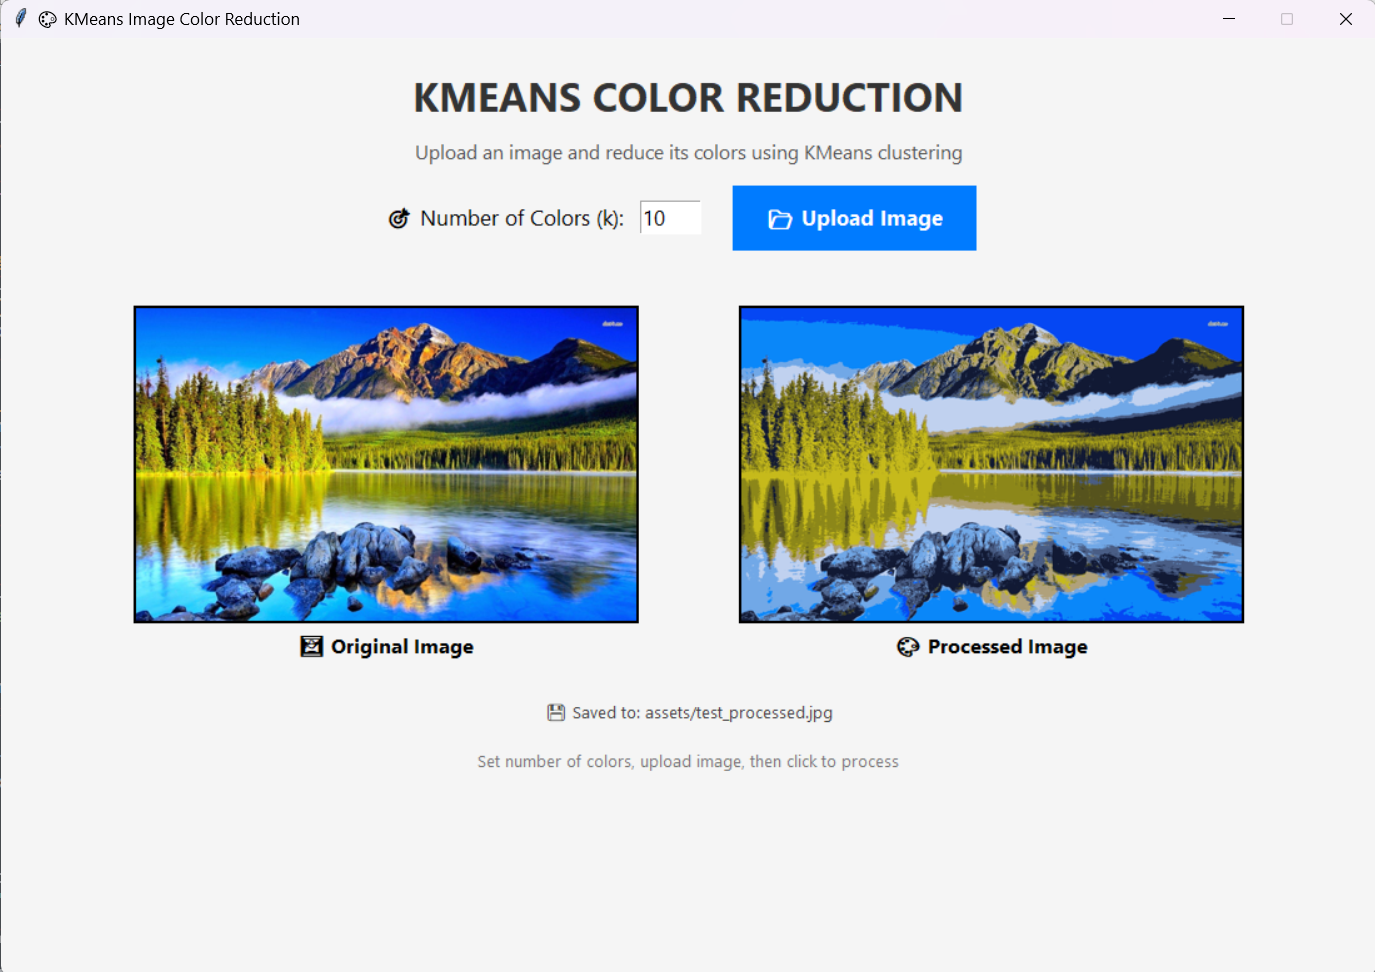 KMeans Image Color Reduction
KMEANS COLOR REDUCTION
Upload an image and reduce its colors using KMeans clustering
Number of Colors (k): 10 Upload Image
Original Image Processed Image
Saved to: assets/test_processed.jpg
Set number of colors, upload image, then click to process